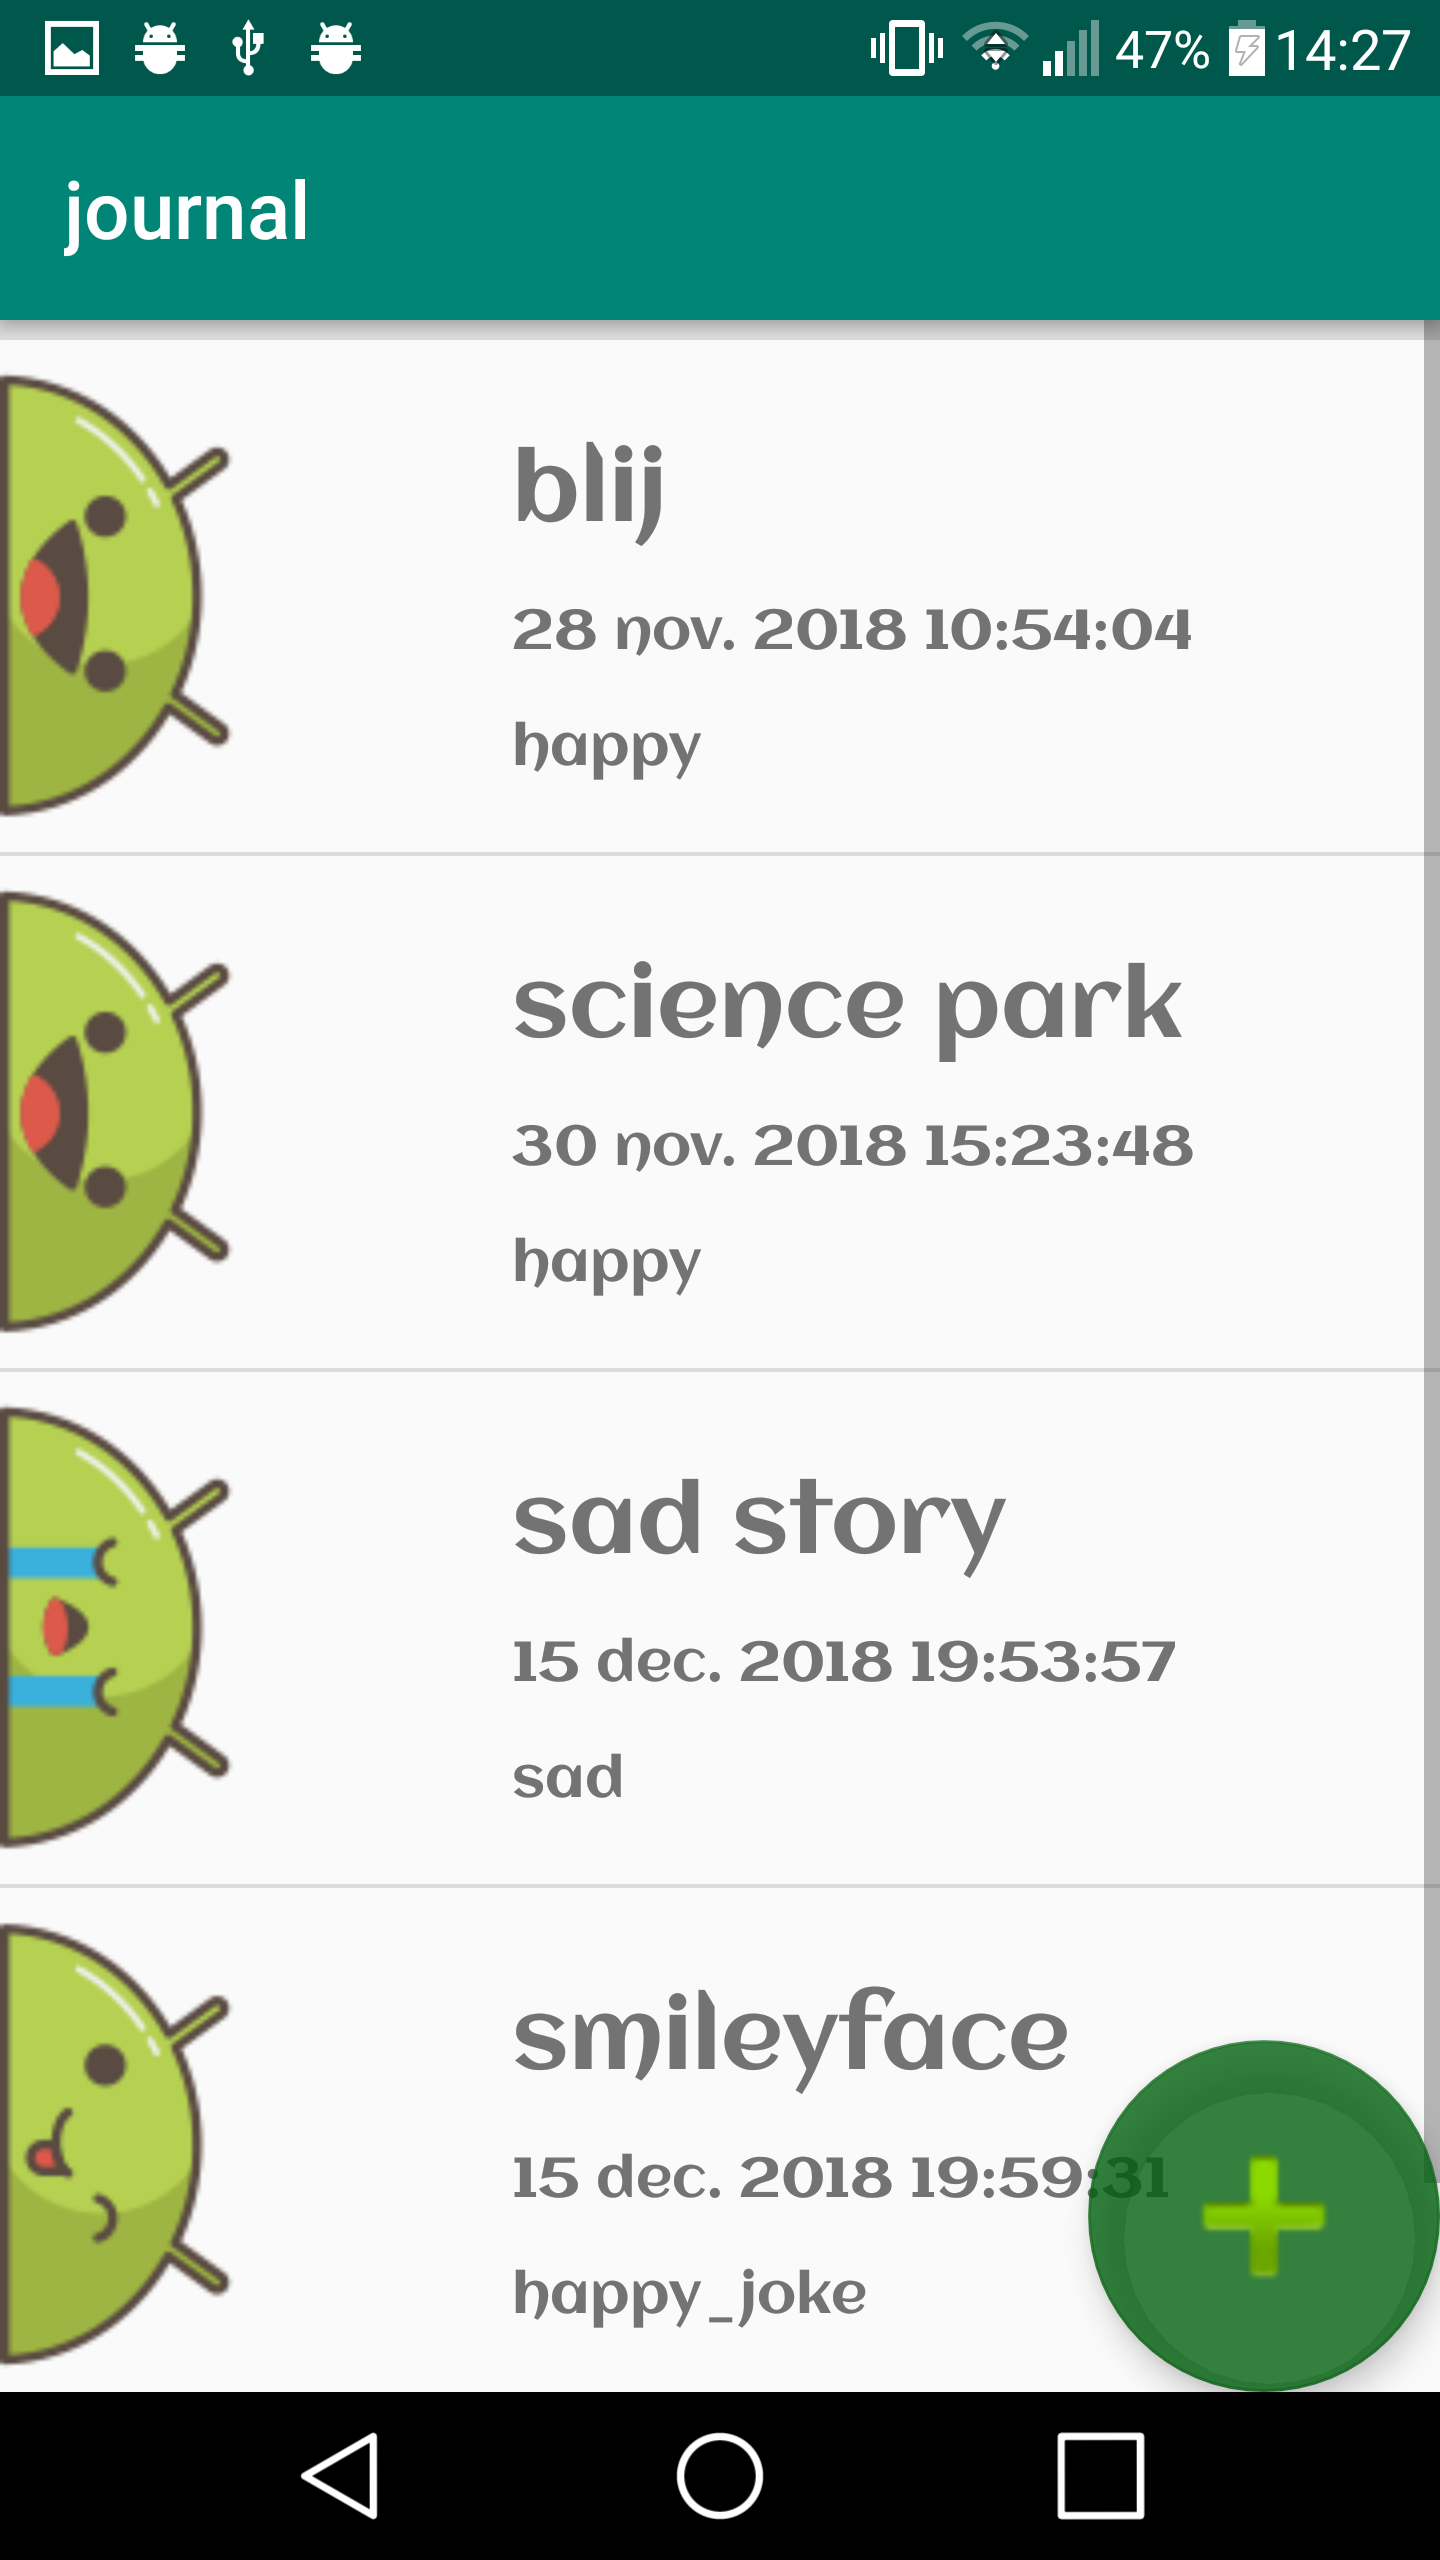 47% 14:27
journal
blij
28 nov. 2018 10:54:04
happy
science park
30 nov. 2018 15:23:48
happy
sad story
15 dec. 2018 19:53:57
sad
smileyface
15 dec. 2018 19:59:31
happy_joke